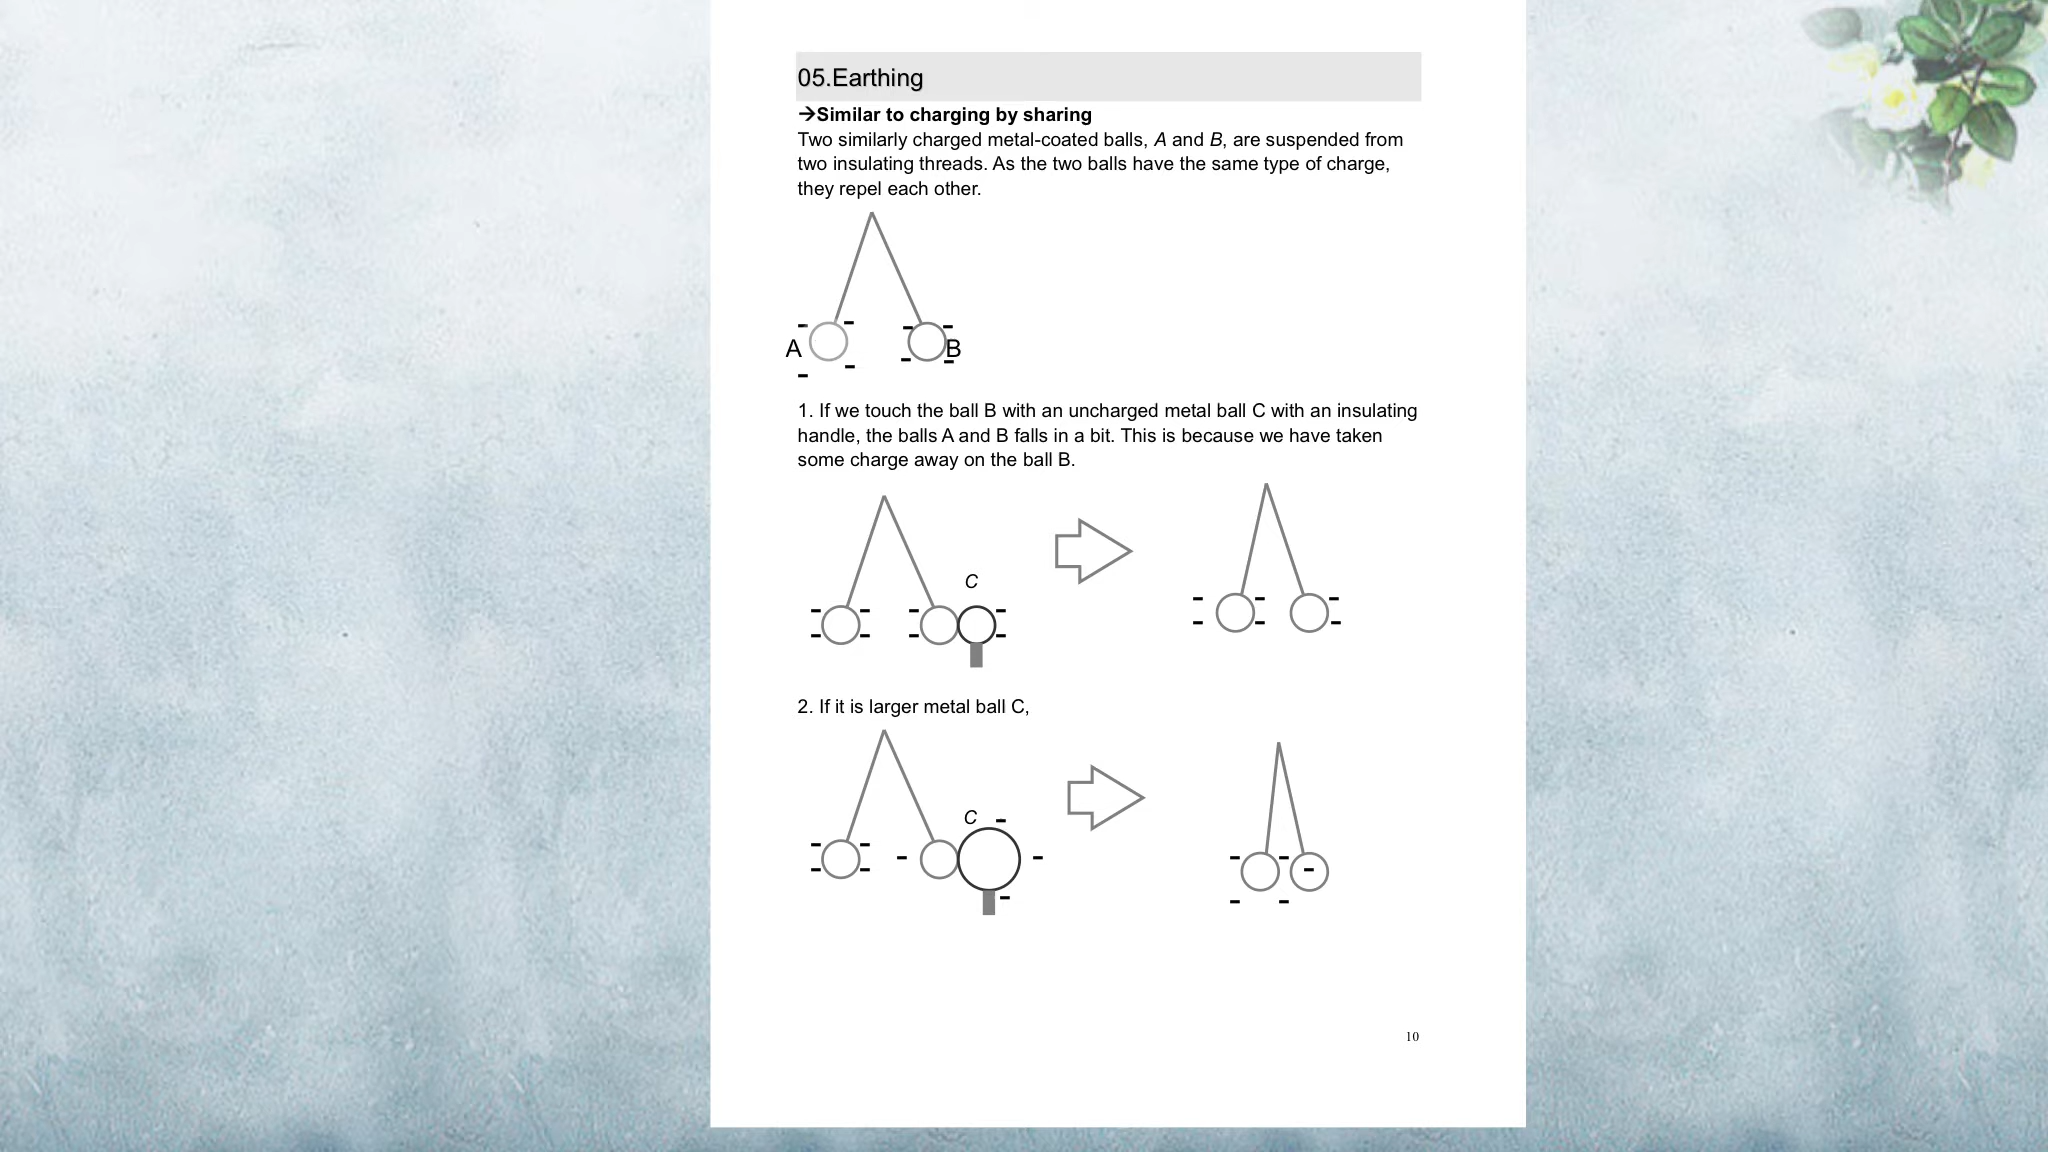 05.Earthing
→Similar to charging by sharing
Two similarly charged metal-coated balls, A and B, are suspended from
two insulating threads. As the two balls have the same type of charge,
they repel each other.
A
B
1. If we touch the ball B with an uncharged metal ball C with an insulating
handle, the balls A and B falls in a bit. This is because we have taken
some charge away on the ball B.
C
2. If it is larger metal ball C,
C
10